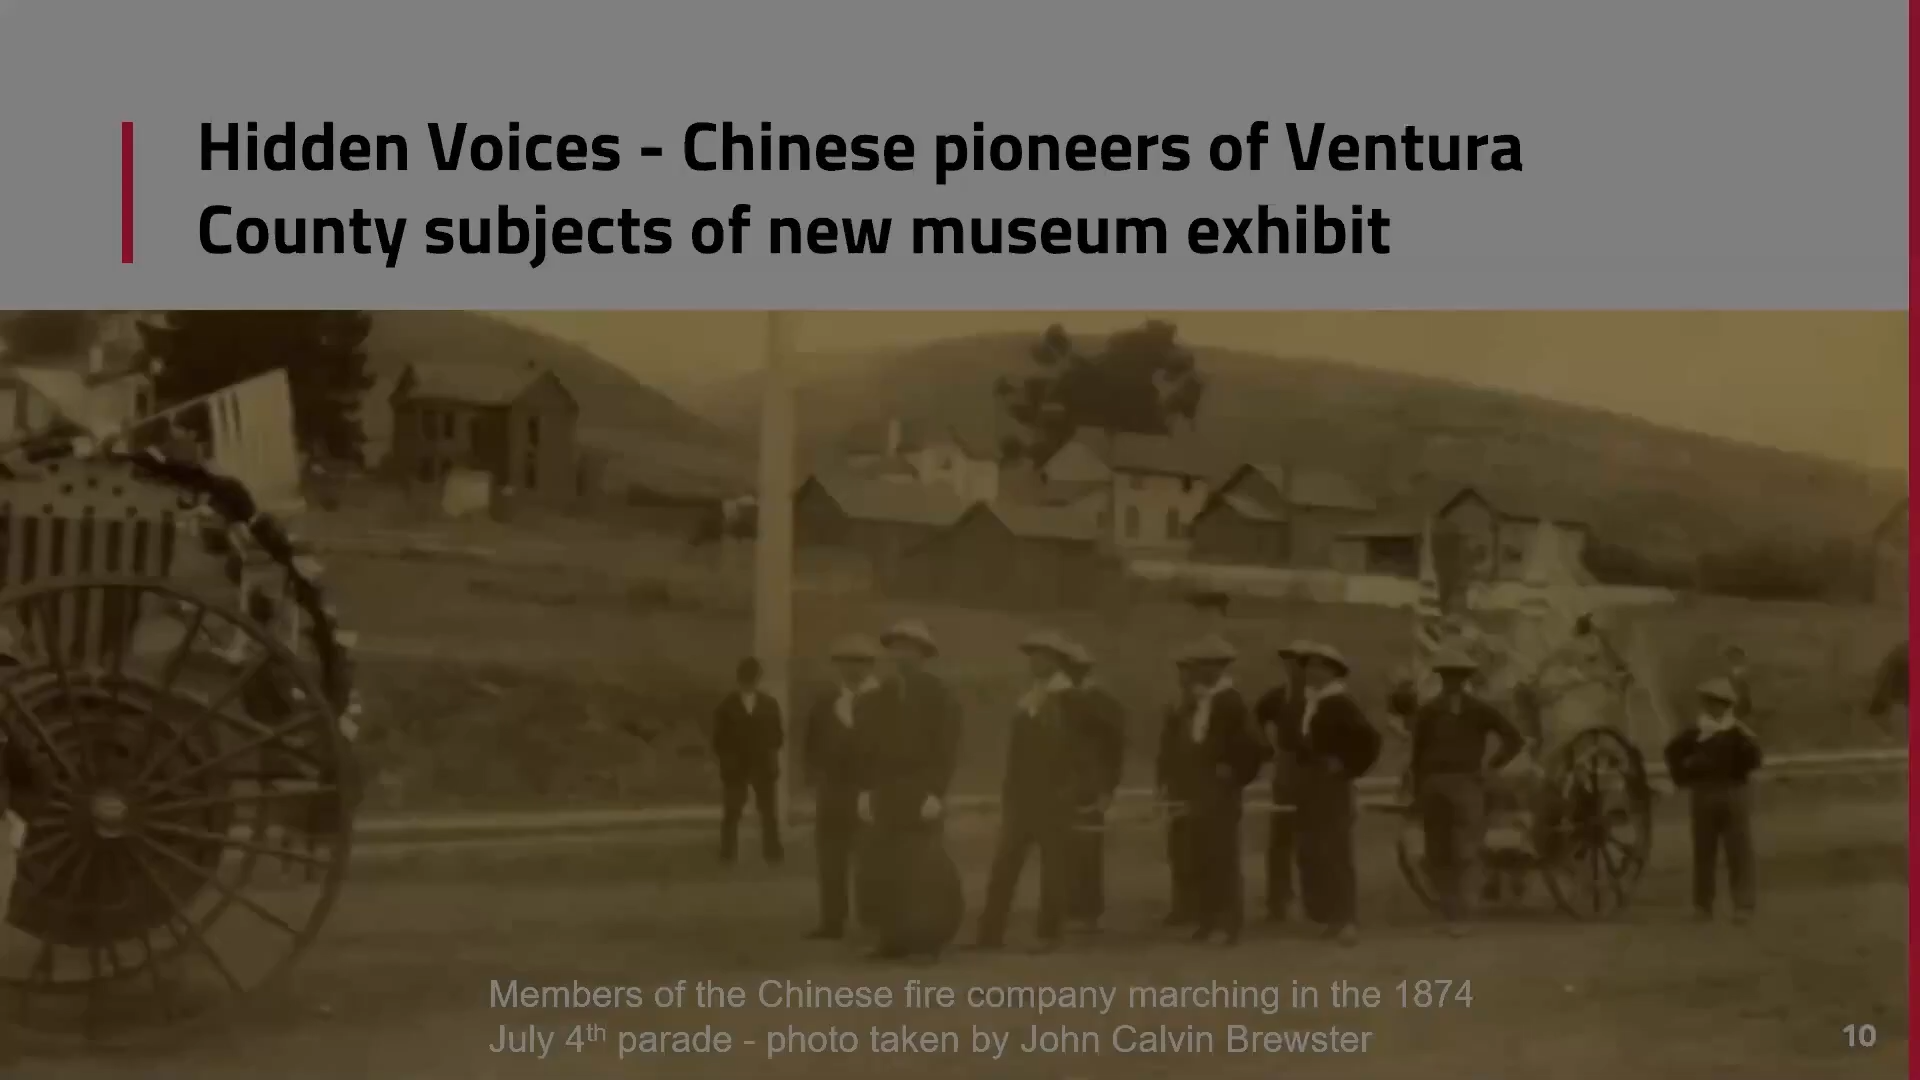 Hidden Voices - Chinese pioneers of Ventura
County subjects of new museum exhibit
Members of the Chinese fire company marching in the 1874
July 4th parade - photo taken by John Calvin Brewster
10